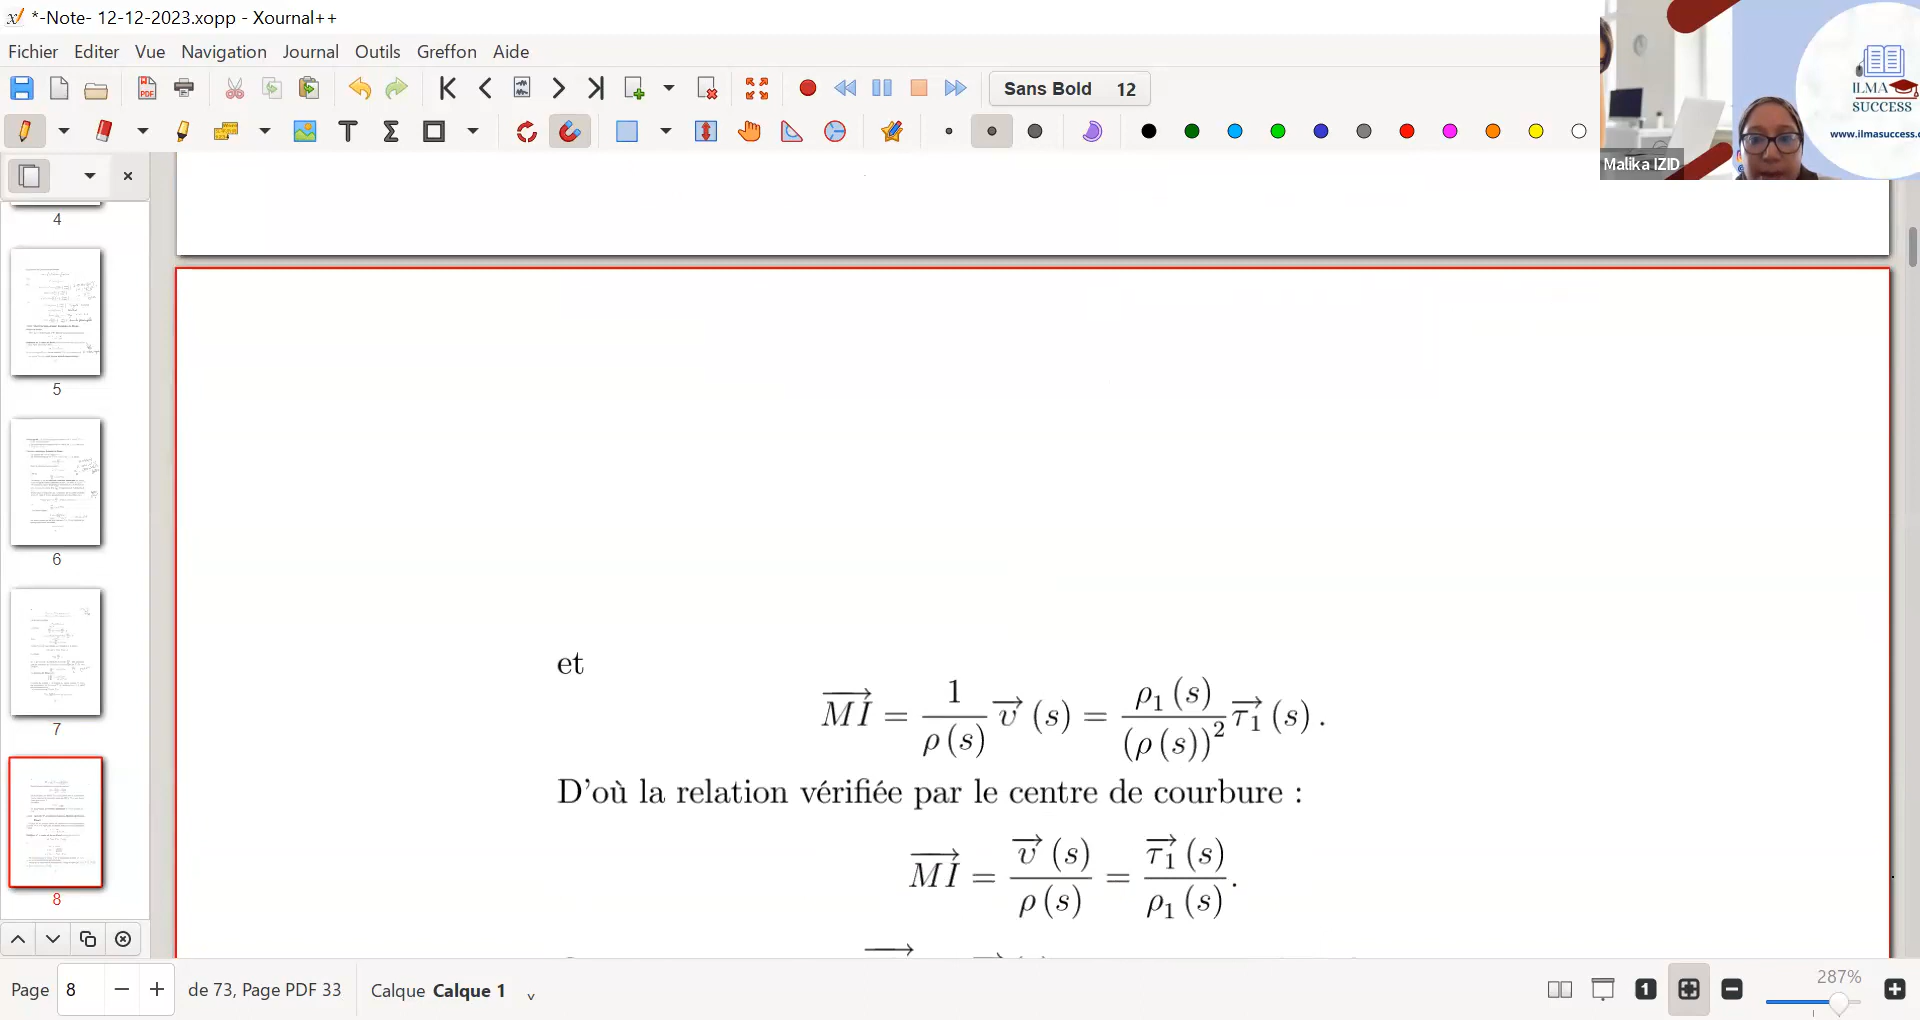 *-Note- 12-12-2023.xopp - Xournal++
Fichier Editer Vue Navigation Journal Outils Greffon Aide
Sans Bold 12
ILMA
SUCCESS
www.ilmasuccess.c
Malika IZID
4
5
6
7
8
et
\overrightarrow{MI} = \frac{1}{\rho(s)} \overrightarrow{v}(s) = \frac{\rho_1(s)}{(\rho(s))^2} \overrightarrow{\tau_1}(s).
D'où la relation vérifiée par le centre de courbure :
\overrightarrow{MI} = \frac{\overrightarrow{v}(s)}{\rho(s)} = \frac{\overrightarrow{\tau_1}(s)}{\rho_1(s)}.
Page 8 de 73, Page PDF 33 Calque Calque 1 287%